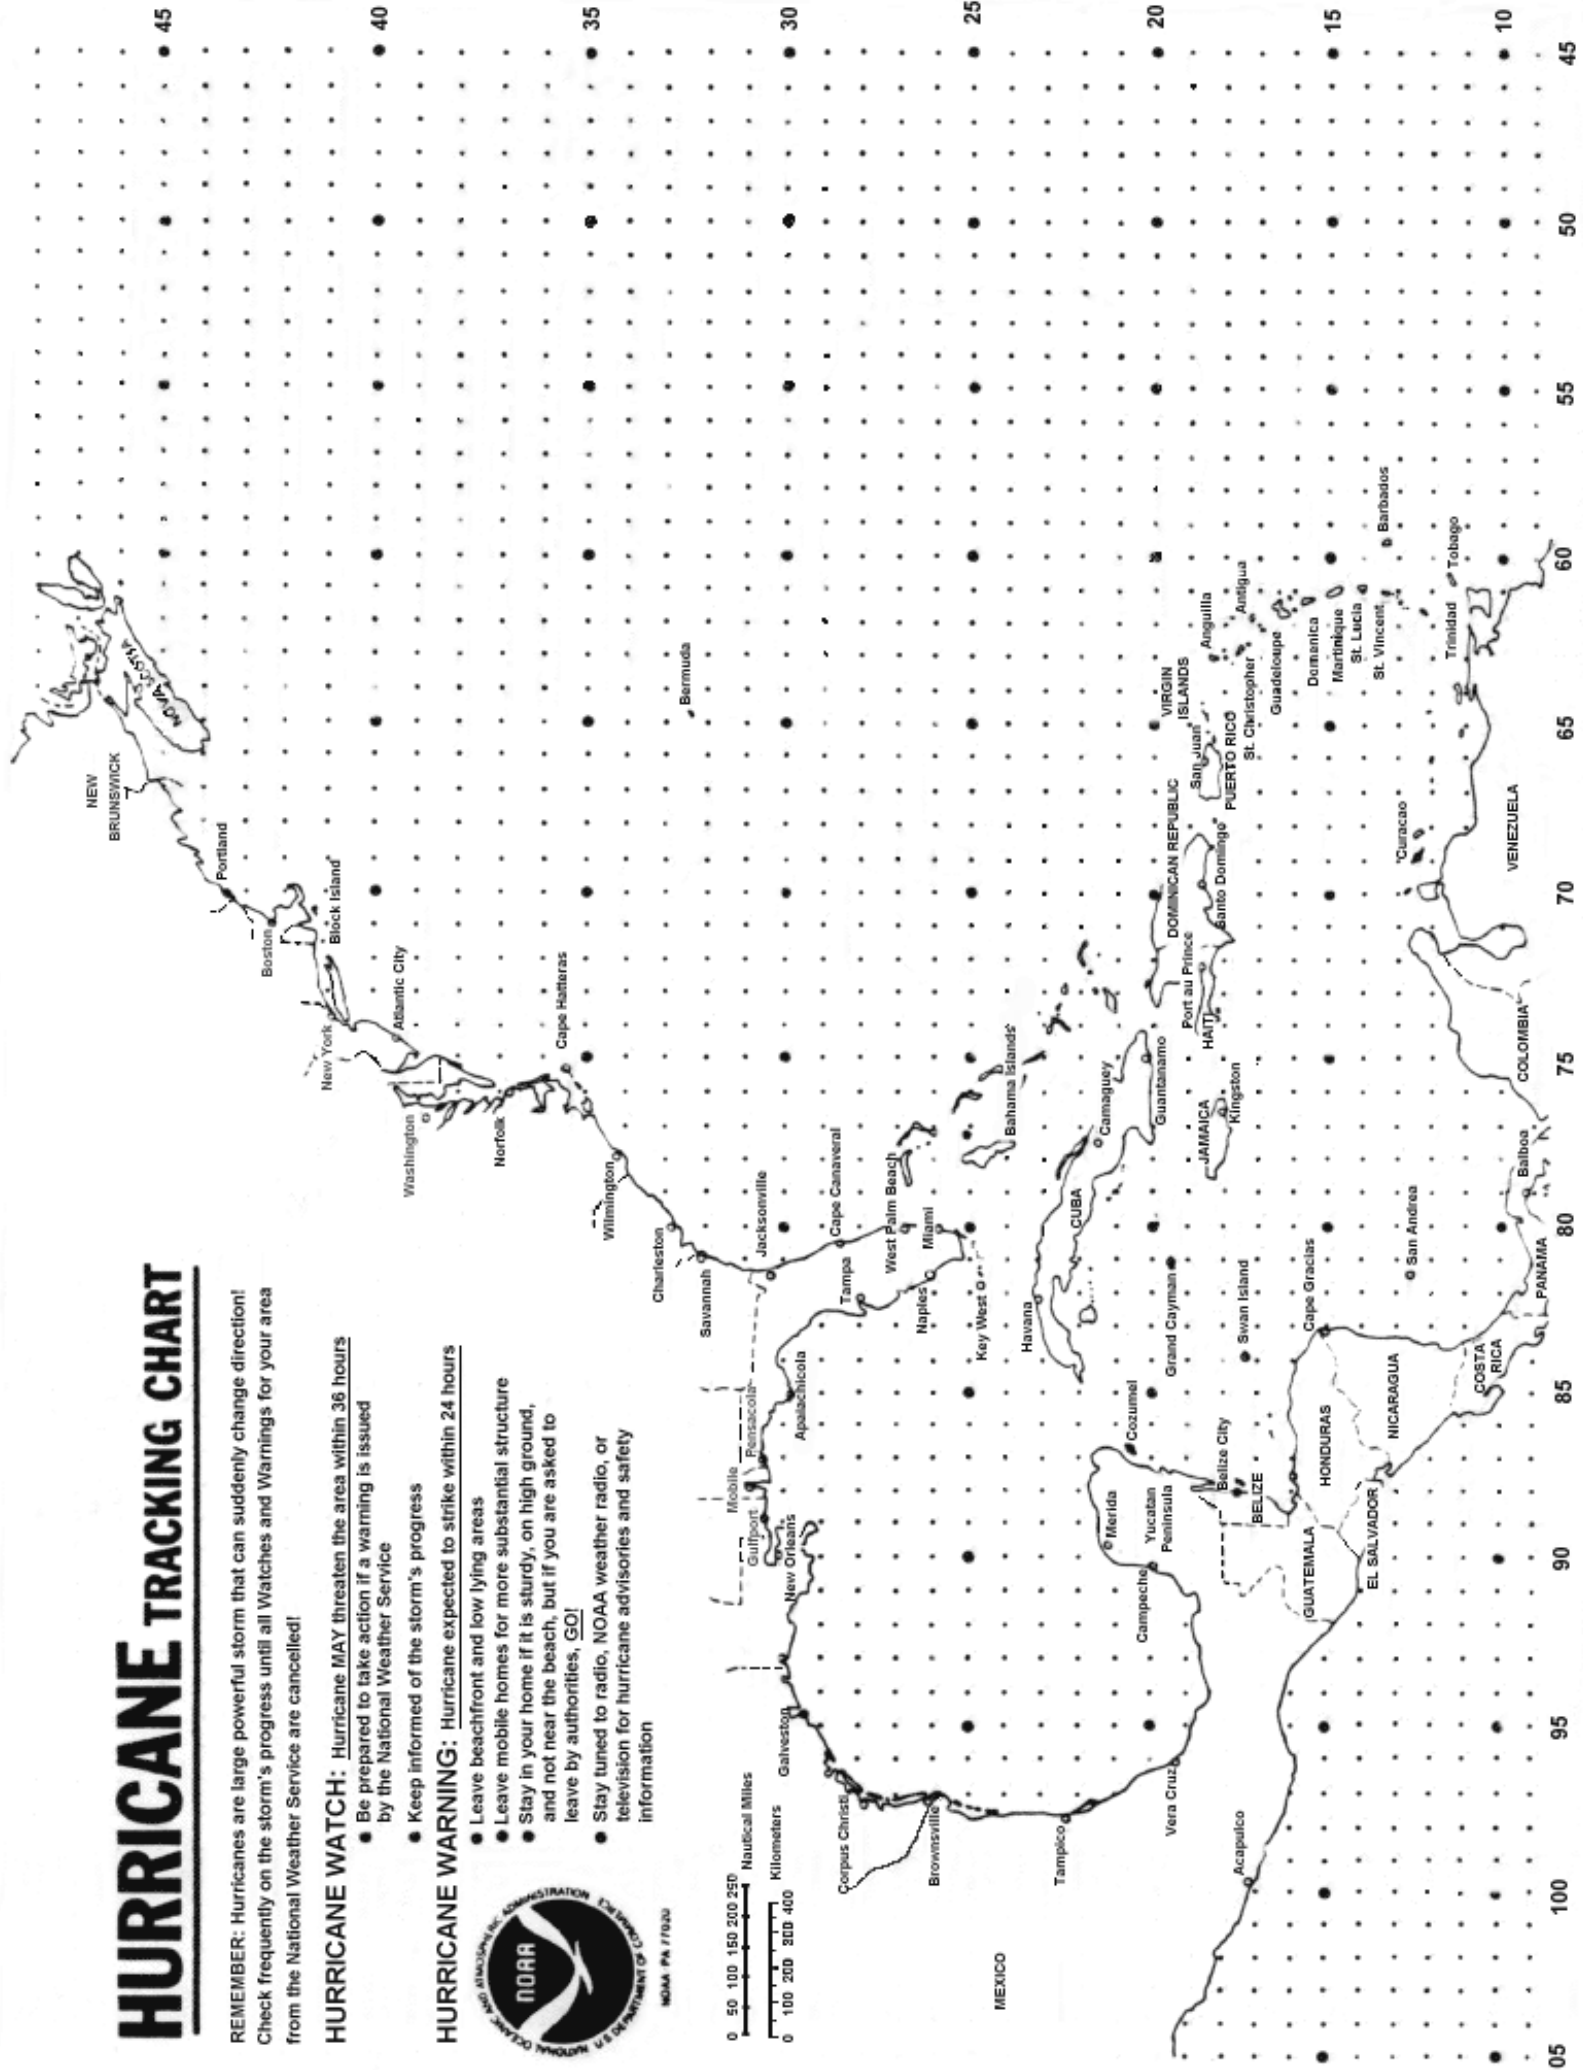 HURRICANE TRACKING CHART
REMEMBER: Hurricanes are large powerful storm that can suddenly change direction!
Check frequently on the storm's progress until all Watches and Warnings for your area
from the National Weather Service are cancelled!
HURRICANE WATCH: Hurricane MAY threaten the area within 36 hours
● Be prepared to take action if a warning is issued
by the National Weather Service
● Keep informed of the storm's progress
HURRICANE WARNING: Hurricane expected to strike within 24 hours
● Leave beachfront and low lying areas
● Leave mobile homes for more substantial structure
● Stay in your home if it is sturdy, on high ground,
and not near the beach, but if you are asked to
leave by authorities, GO!
● Stay tuned to radio, NOAA weather radio, or
television for hurricane advisories and safety
information
NATIONAL OCEANIC AND ATMOSPHERIC ADMINISTRATION
U.S. DEPARTMENT OF COMMERCE
NOAA
NOAA PA 77020
0 50 100 150 200 250 Nautical Miles
0 100 200 300 400 Kilometers
NEW
BRUNSWICK
NOVA SCOTIA
Portland
Boston
Block Island
New York
Atlantic City
Washington
Norfolk
Cape Hatteras
Wilmington
Charleston
Savannah
Jacksonville
Bermuda
Cape Canaveral
Tampa
West Palm Beach
Miami
Naples
Key West
Pensacola
Apalachicola
Mobile
Gulfport
New Orleans
Galveston
Corpus Christi
Brownsville
MEXICO
Tampico
Vera Cruz
Acapulco
Campeche
Merida
Yucatan
Peninsula
Cozumel
Belize City
BELIZE
GUATEMALA
EL SALVADOR
HONDURAS
NICARAGUA
COSTA
RICA
PANAMA
Balboa
San Andrea
Cape Gracias
Swan Island
Grand Cayman
Havana
CUBA
Camaguey
Guantanamo
Bahama Islands
JAMAICA
Kingston
HAITI
Port au Prince
DOMINICAN REPUBLIC
Santo Domingo
San Juan
PUERTO RICO
VIRGIN
ISLANDS
Anguilla
St. Christopher
Antigua
Guadeloupe
Domenica
Martinique
St. Lucia
St. Vincent
Barbados
Tobago
Trinidad
Curacao
VENEZUELA
COLOMBIA
45
40
35
30
25
20
15
10
05
100
95
90
85
80
75
70
65
60
55
50
45